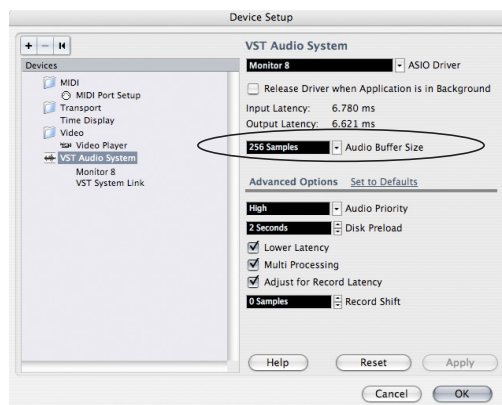 Device Setup
Devices
MIDI
MIDI Port Setup
Transport
Time Display
Video
Video Player
VST Audio System
Monitor 8
VST System Link
VST Audio System
Monitor 8 ASIO Driver
Release Driver when Application is in Background
Input Latency: 6.780 ms
Output Latency: 6.621 ms
256 Samples Audio Buffer Size
Advanced Options Set to Defaults
High Audio Priority
2 Seconds Disk Preload
Lower Latency
Multi Processing
Adjust for Record Latency
0 Samples Record Shift
Help Reset Apply
Cancel OK